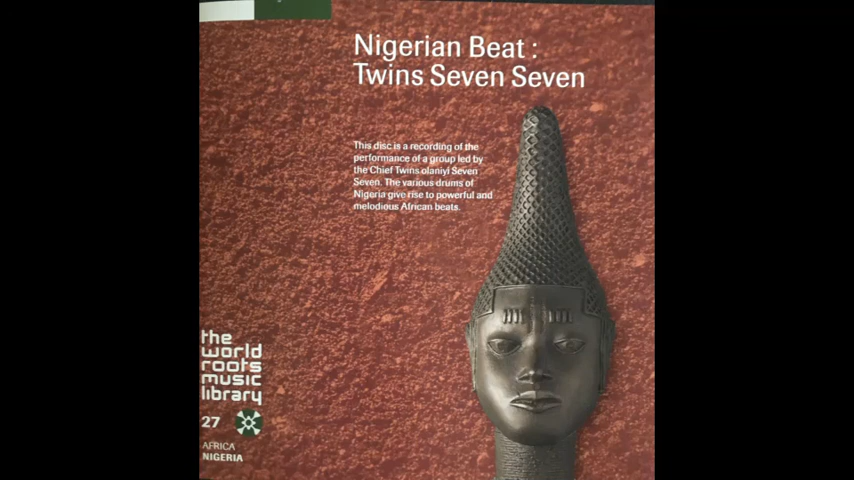 Nigerian Beat :
Twins Seven Seven
This disc is a recording of the
performance of a group led by
the Chief Twins olaniyi Seven
Seven. The various drums of
Nigeria give rise to powerful and
melodious African beats.
the
world
roots
music
library
27
AFRICA
NIGERIA